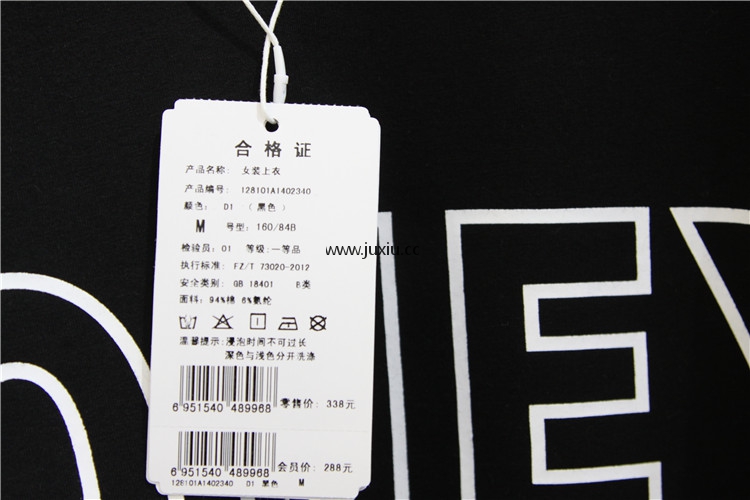 合格证
产品名称: 女装上衣
产品编号: 128101A1402340
颜色: D1 (黑色)
M 号型: 160/84B
检验员: 01 等级: 一等品
www.juxiu.cc
执行标准: FZ/T 73020-2012
安全类别: GB 18401 B类
面料: 94%棉 6%氨纶
温馨提示: 浸泡时间不可过长
深色与浅色分开洗涤
6 951540 489968 零售价: 338元
6 951540 489968 会员价: 288元
128101A1402340 D1 黑色 M